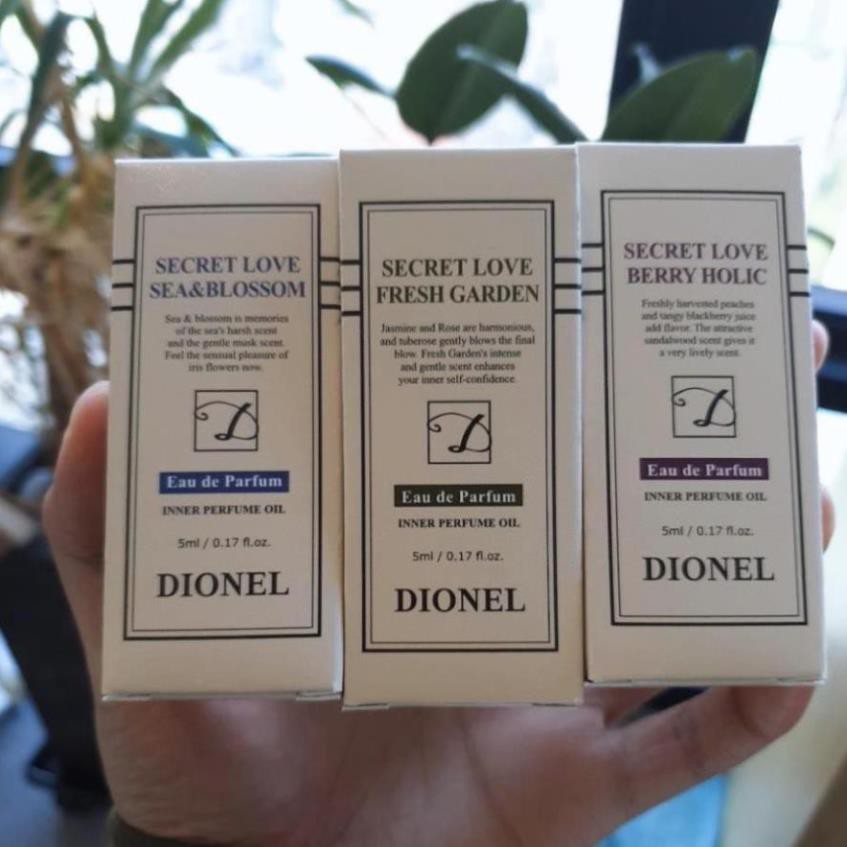 SECRET LOVE
SEA&BLOSSOM
Sea & blossom is memories
of the sea's harsh scent
and the gentle musk scent.
Feel the sensual pleasure of
iris flowers now.
D
Eau de Parfum
INNER PERFUME OIL
5ml / 0.17 fl.oz.
DIONEL
SECRET LOVE
FRESH GARDEN
Jasmine and Rose are harmonious,
and tuberose gently blows the final
blow. Fresh Garden's intense
and gentle scent enhances
your inner self-confidence
D
Eau de Parfum
INNER PERFUME OIL
5ml / 0.17 fl.oz.
DIONEL
SECRET LOVE
BERRY HOLIC
Freshly harvested peaches
and tangy blackberry juice
add flavor. The attractive
sandalwood scent gives it
a very lively scent.
D
Eau de Parfum
INNER PERFUME OIL
5ml / 0.17 fl.oz.
DIONEL